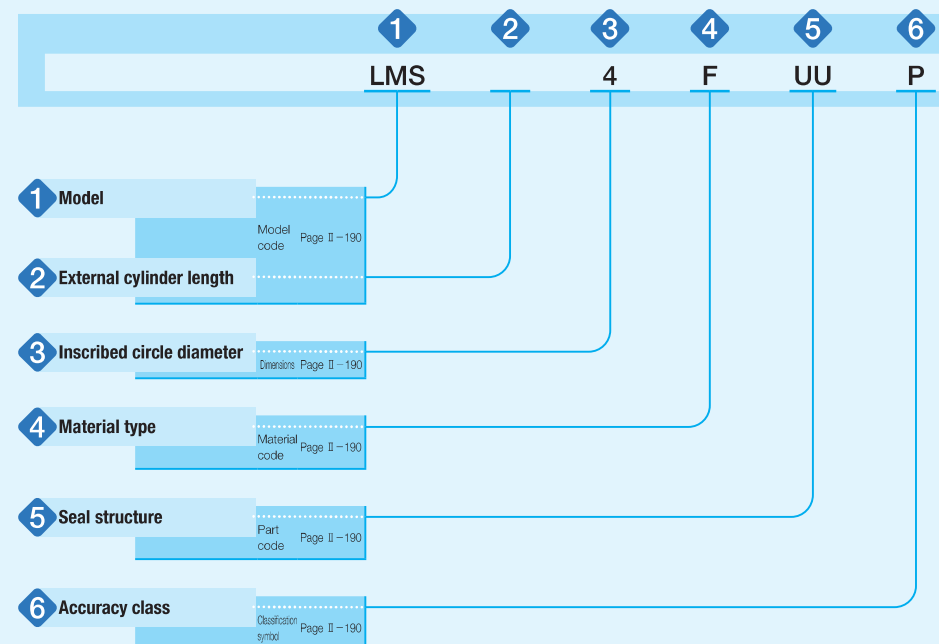 1 2 3 4 5 6
LMS 4 F UU P
1 Model
Model code Page Ⅱ-190
2 External cylinder length
3 Inscribed circle diameter
Dimensions Page Ⅱ-190
4 Material type
Material code Page Ⅱ-190
5 Seal structure
Part code Page Ⅱ-190
6 Accuracy class
Classification symbol Page Ⅱ-190